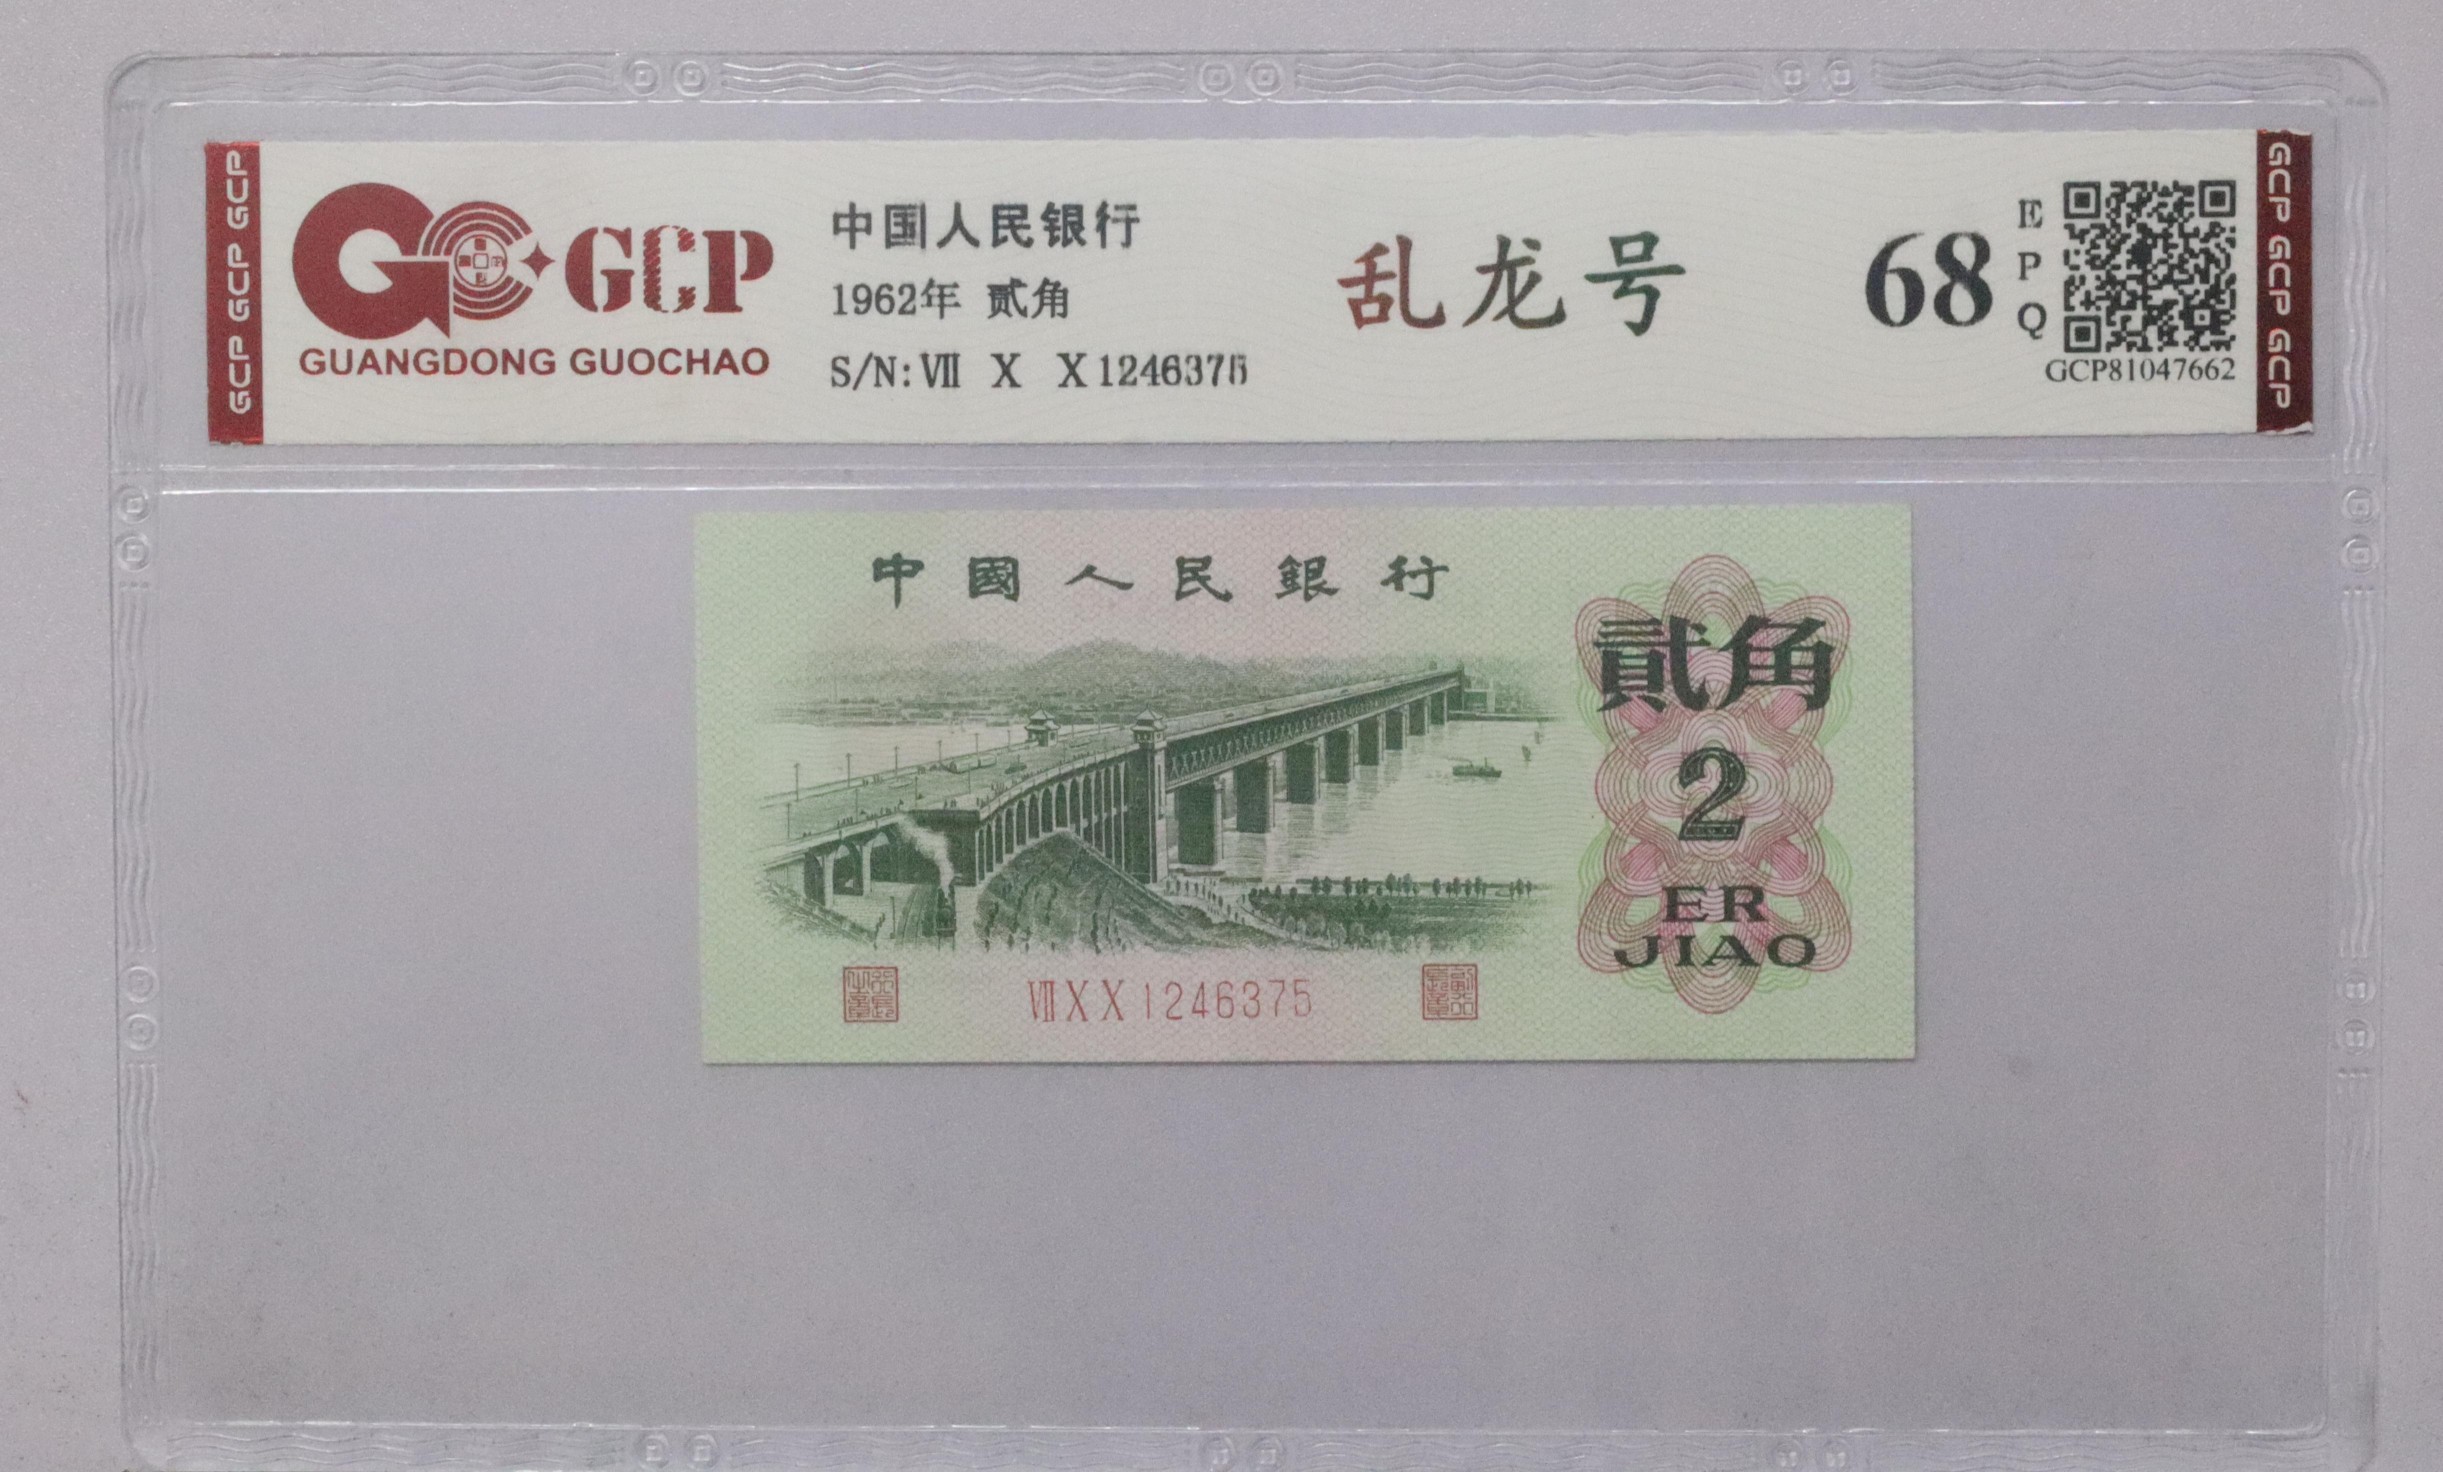 GCP GCP GCP
GCP
GUANGDONG GUOCHAO
中国人民银行
1962年 贰角
S/N: Ⅶ X X 1246375
乱龙号
68
E
P
Q
GCP81047662
GCP GCP GCP
中國人民銀行
貳角
2
ER
JIAO
ⅦXX1246375